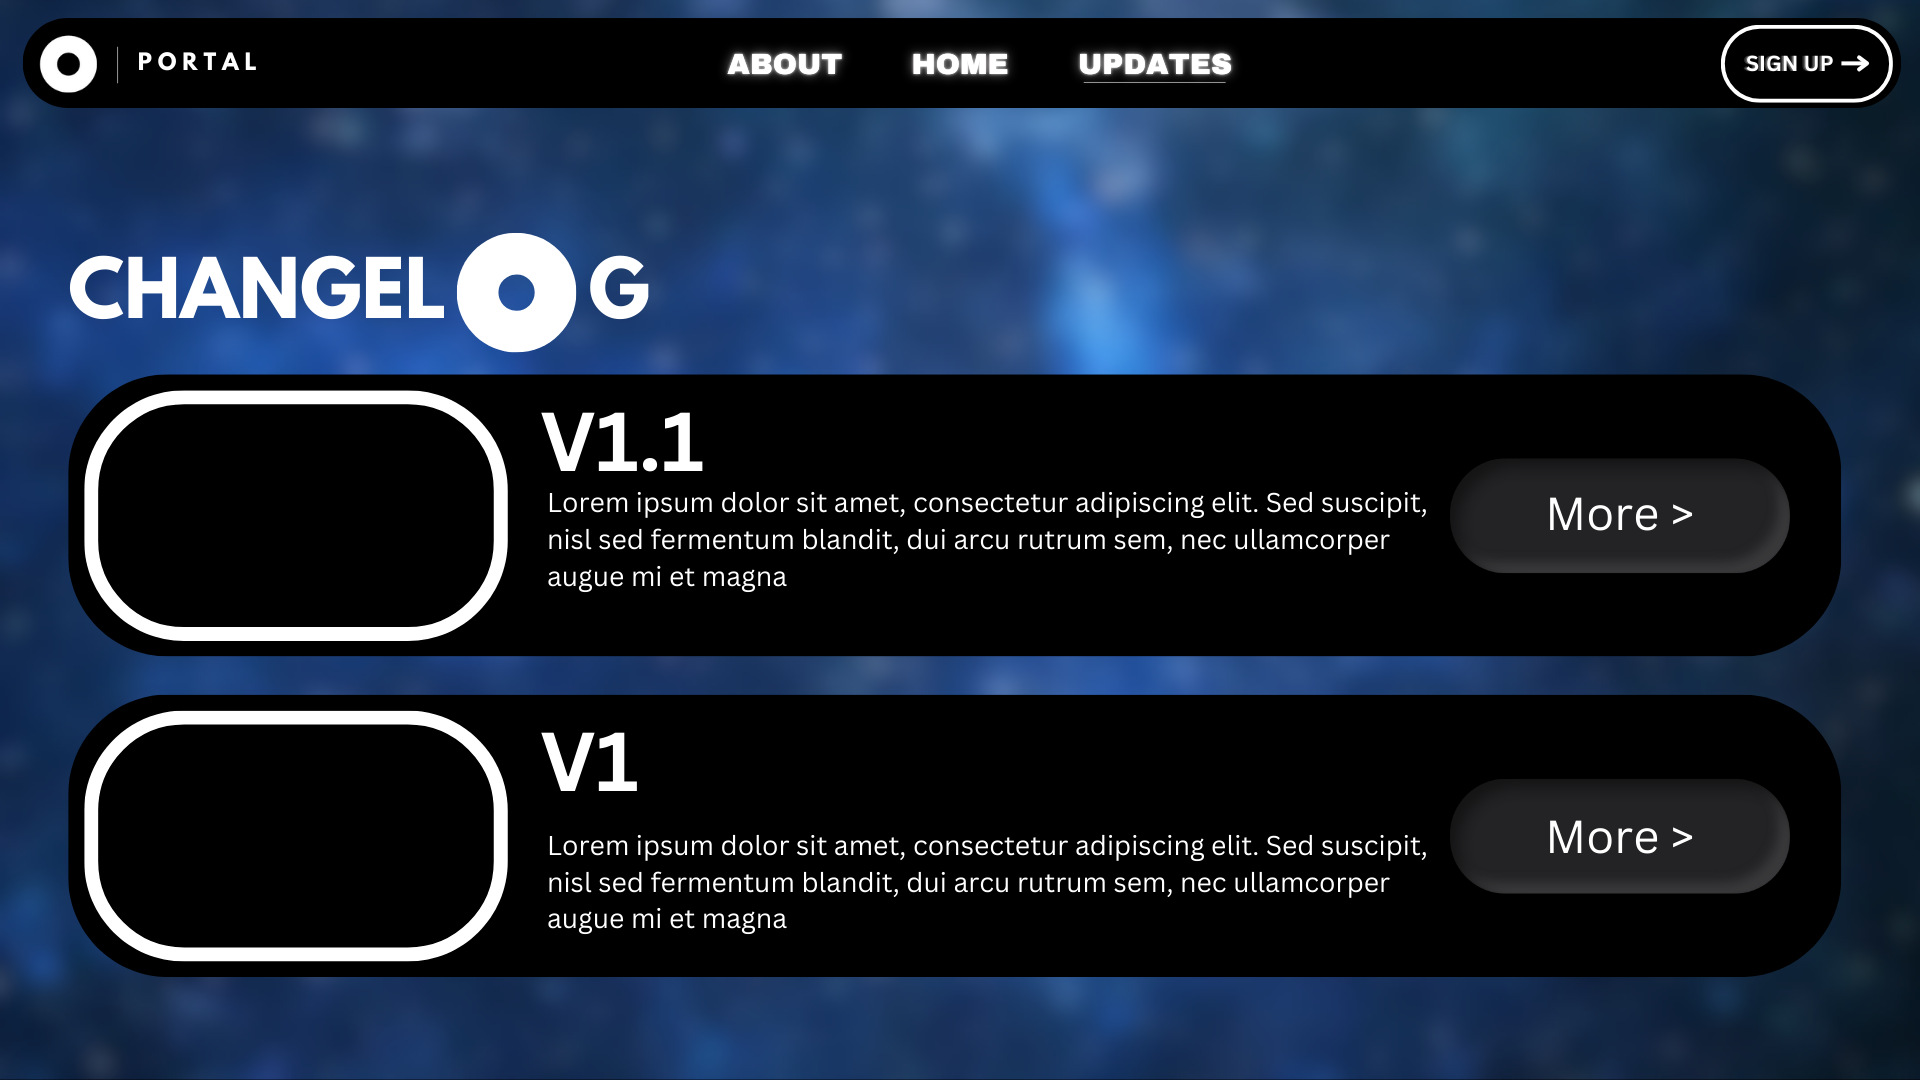 PORTAL
ABOUT HOME UPDATES
SIGN UP →
CHANGELOG
V1.1
Lorem ipsum dolor sit amet, consectetur adipiscing elit. Sed suscipit,
nisl sed fermentum blandit, dui arcu rutrum sem, nec ullamcorper
augue mi et magna
More >
V1
Lorem ipsum dolor sit amet, consectetur adipiscing elit. Sed suscipit,
nisl sed fermentum blandit, dui arcu rutrum sem, nec ullamcorper
augue mi et magna
More >